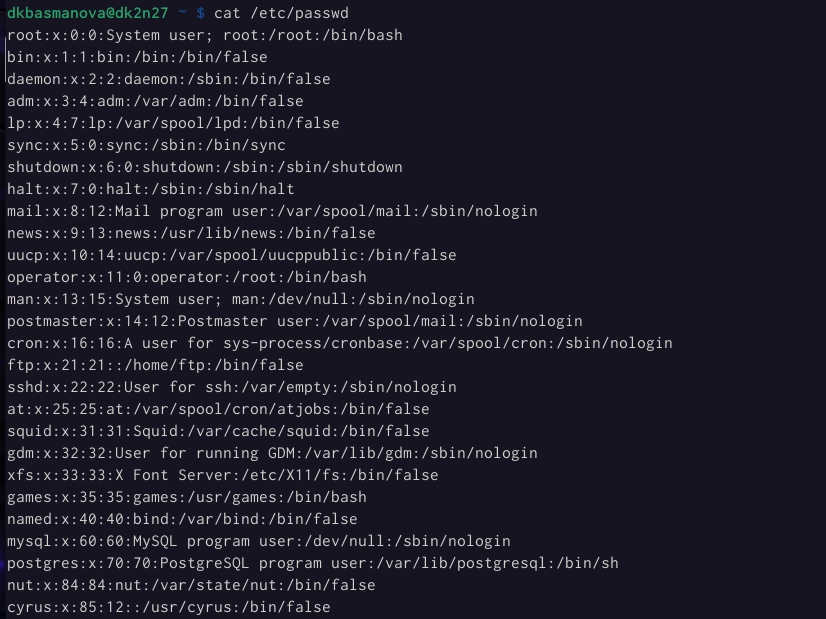 dkbasmanova@dk2n27 ~ $ cat /etc/passwd
root:x:0:0:System user; root:/root:/bin/bash
bin:x:1:1:bin:/bin:/bin/false
daemon:x:2:2:daemon:/sbin:/bin/false
adm:x:3:4:adm:/var/adm:/bin/false
lp:x:4:7:lp:/var/spool/lpd:/bin/false
sync:x:5:0:sync:/sbin:/bin/sync
shutdown:x:6:0:shutdown:/sbin:/sbin/shutdown
halt:x:7:0:halt:/sbin:/sbin/halt
mail:x:8:12:Mail program user:/var/spool/mail:/sbin/nologin
news:x:9:13:news:/usr/lib/news:/bin/false
uucp:x:10:14:uucp:/var/spool/uucppublic:/bin/false
operator:x:11:0:operator:/root:/bin/bash
man:x:13:15:System user; man:/dev/null:/sbin/nologin
postmaster:x:14:12:Postmaster user:/var/spool/mail:/sbin/nologin
cron:x:16:16:A user for sys-process/cronbase:/var/spool/cron:/sbin/nologin
ftp:x:21:21::/home/ftp:/bin/false
sshd:x:22:22:User for ssh:/var/empty:/sbin/nologin
at:x:25:25:at:/var/spool/cron/atjobs:/bin/false
squid:x:31:31:Squid:/var/cache/squid:/bin/false
gdm:x:32:32:User for running GDM:/var/lib/gdm:/sbin/nologin
xfs:x:33:33:X Font Server:/etc/X11/fs:/bin/false
games:x:35:35:games:/usr/games:/bin/bash
named:x:40:40:bind:/var/bind:/bin/false
mysql:x:60:60:MySQL program user:/dev/null:/sbin/nologin
postgres:x:70:70:PostgreSQL program user:/var/lib/postgresql:/bin/sh
nut:x:84:84:nut:/var/state/nut:/bin/false
cyrus:x:85:12::/usr/cyrus:/bin/false